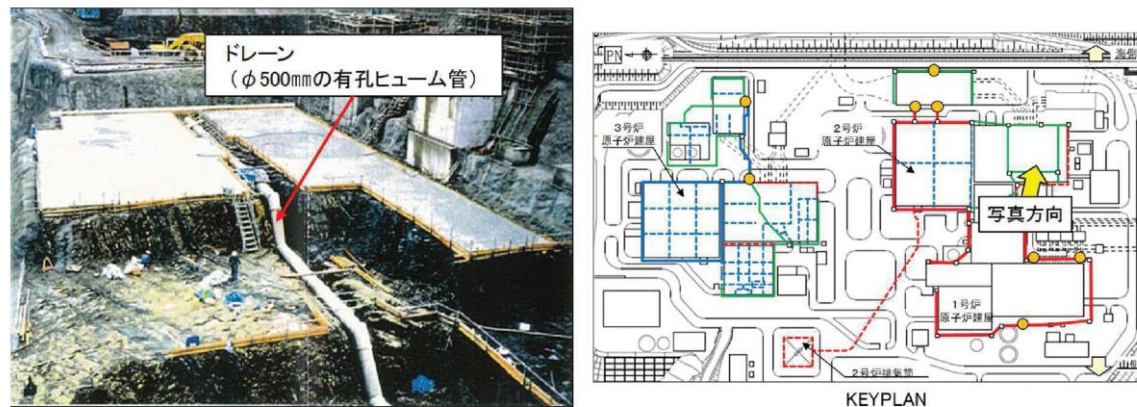 ドレーン
（φ500㎜の有孔ヒューム管）
PN
海側
3号炉
原子炉建屋
2号炉
原子炉建屋
写真方向
1号炉
原子炉建屋
2号炉排気筒
山側
KEYPLAN